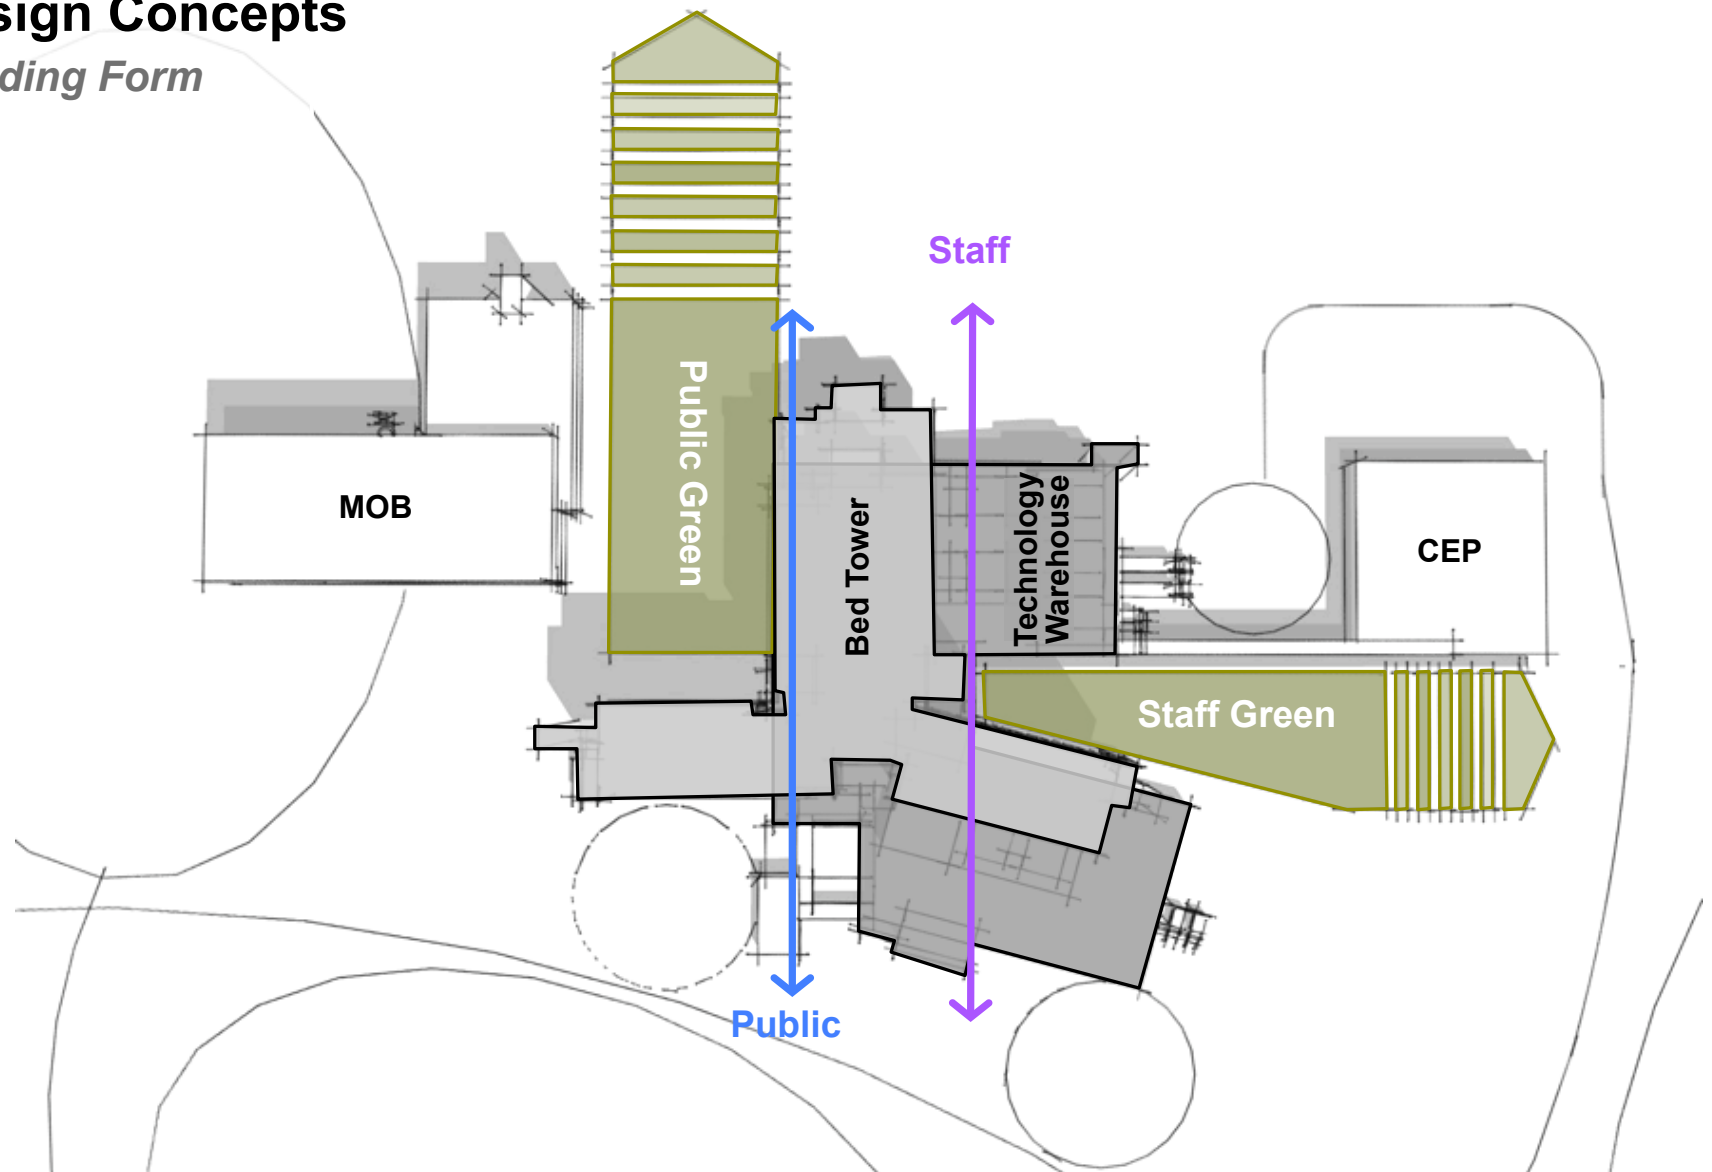 sign Concepts
ding Form
Staff
Public Green
MOB
Bed Tower
Technology
Warehouse
CEP
Staff Green
Public